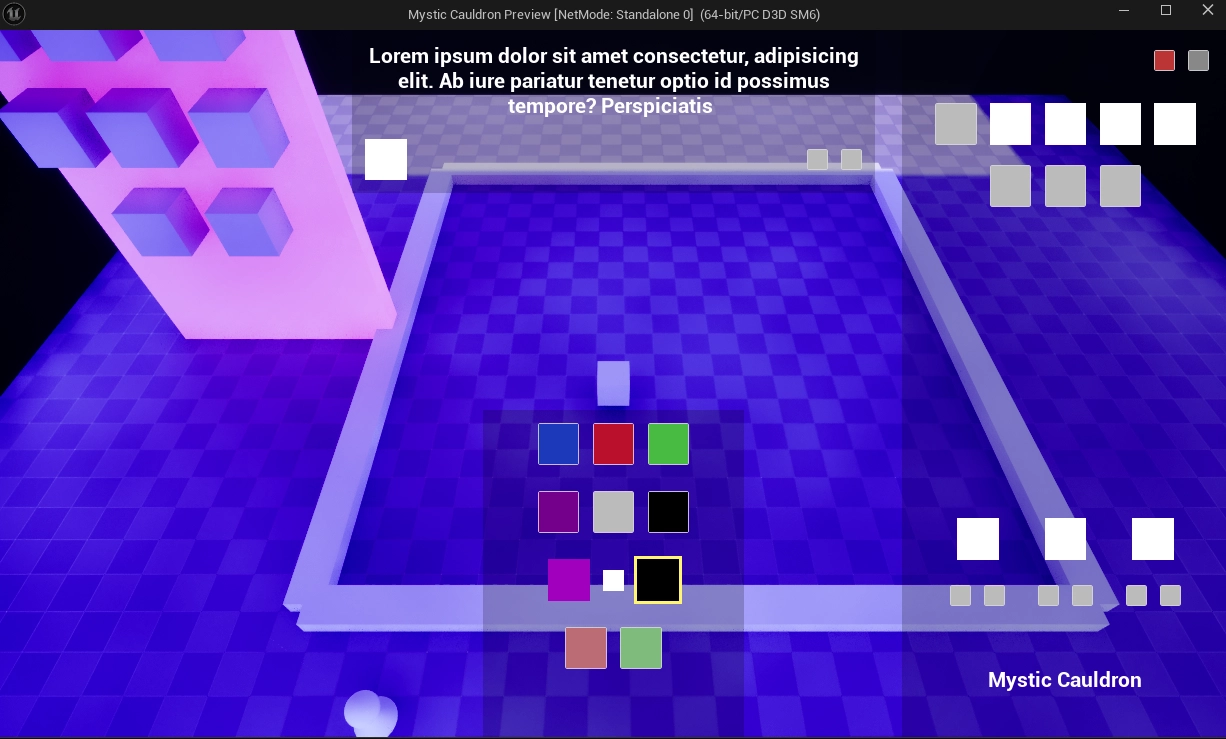 Mystic Cauldron Preview [NetMode: Standalone 0] (64-bit/PC D3D SM6)
Lorem ipsum dolor sit amet consectetur, adipisicing
elit. Ab iure pariatur tenetur optio id possimus
tempore? Perspiciatis
Mystic Cauldron